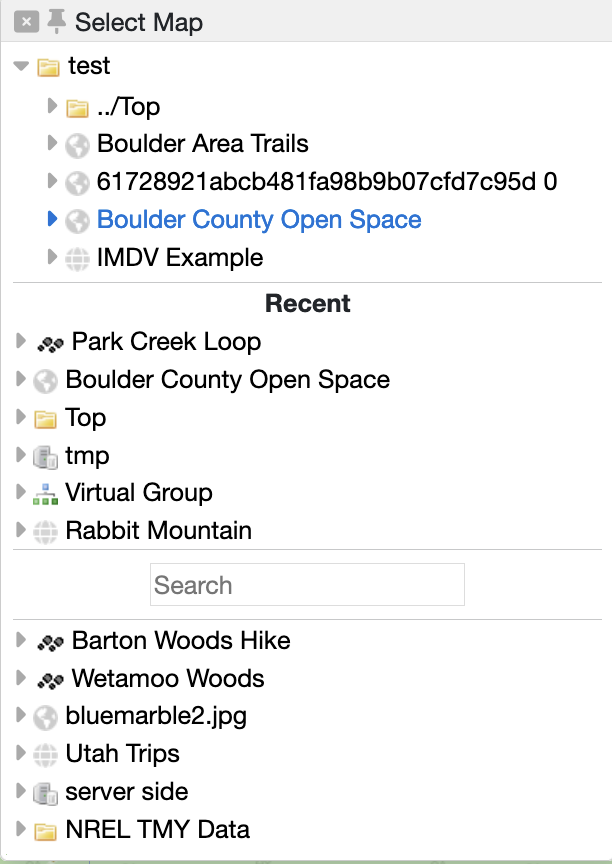 Select Map
test
../Top
Boulder Area Trails
61728921abcb481fa98b9b07cfd7c95d 0
Boulder County Open Space
IMDV Example
Recent
Park Creek Loop
Boulder County Open Space
Top
tmp
Virtual Group
Rabbit Mountain
Search
Barton Woods Hike
Wetamoo Woods
bluemarble2.jpg
Utah Trips
server side
NREL TMY Data